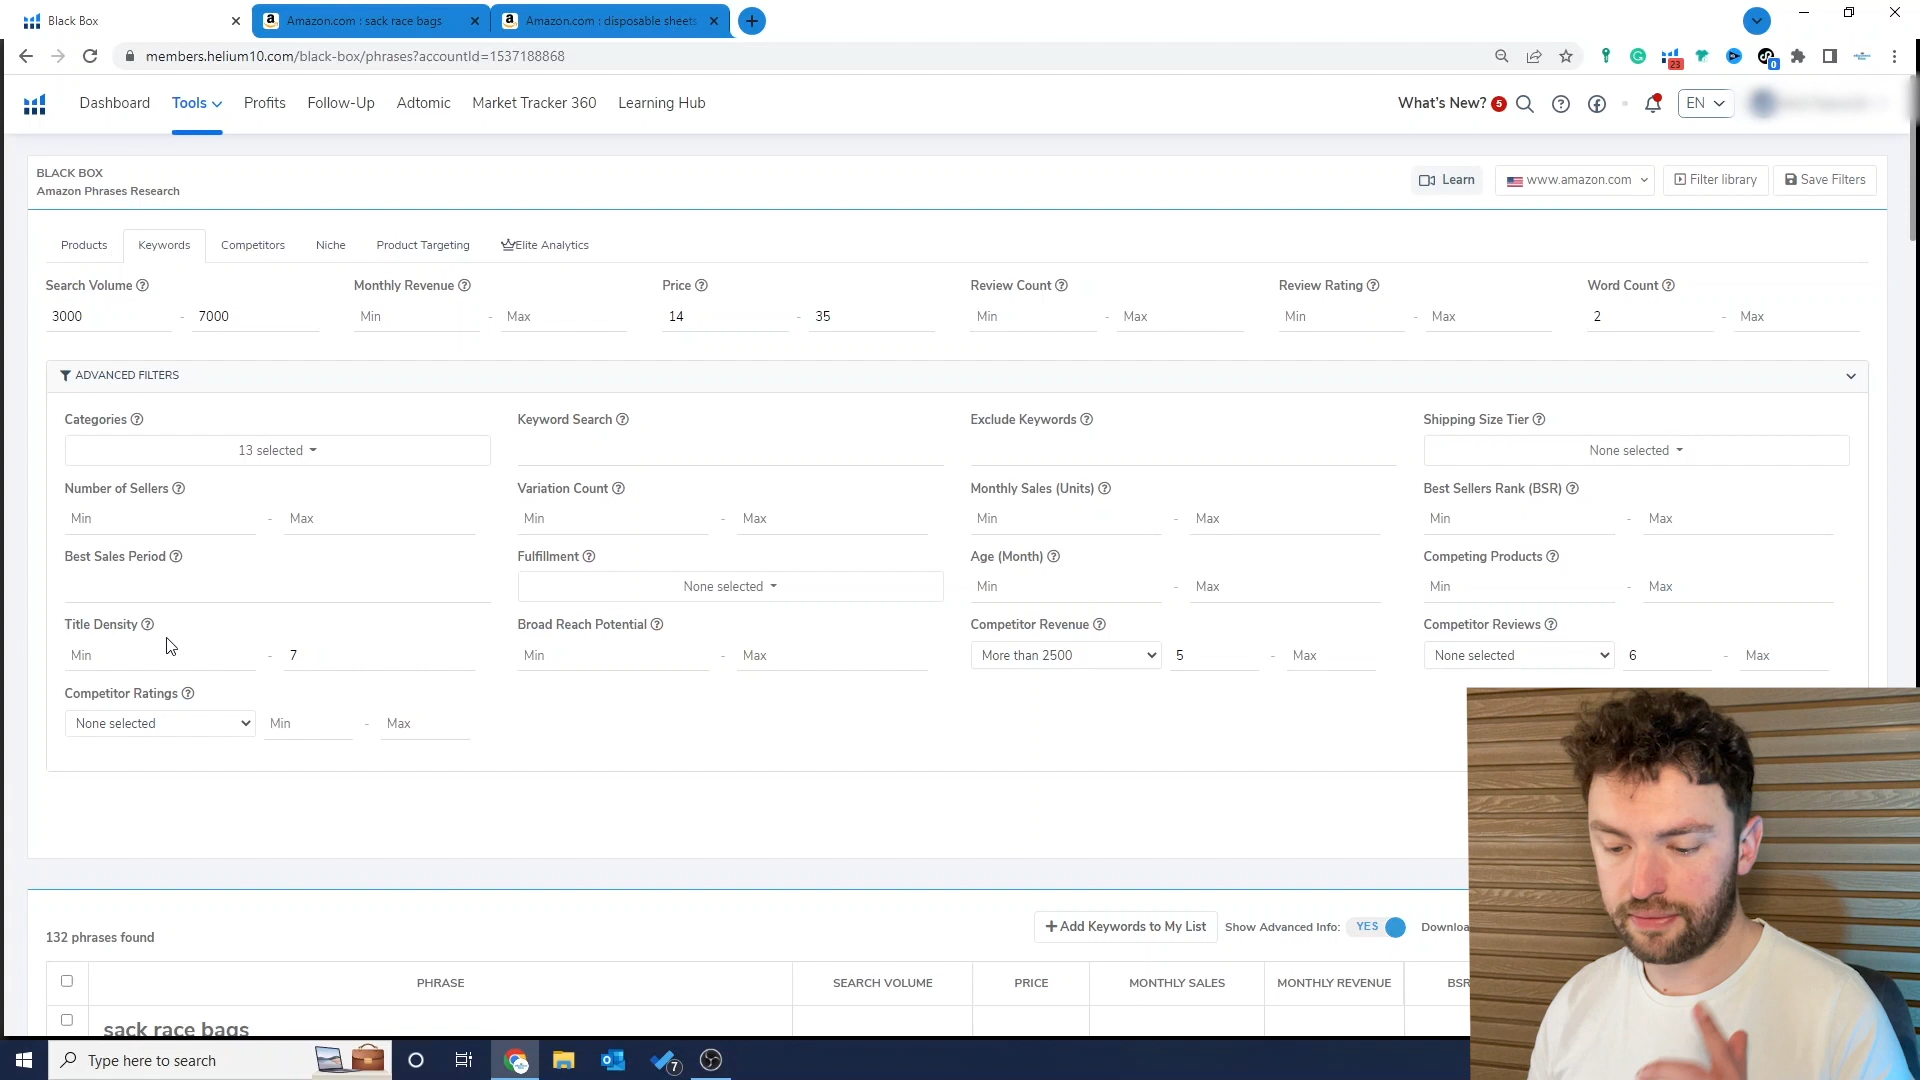 Black Box
Amazon.com : sack race bags
Amazon.com : disposable sheets
members.helium10.com/black-box/phrases?accountId=1537188868
23
0
Dashboard
Tools
Profits
Follow-Up
Adtomic
Market Tracker 360
Learning Hub
What's New? 5
EN
BLACK BOX
Amazon Phrases Research
Learn
www.amazon.com
Filter library
Save Filters
Products
Keywords
Competitors
Niche
Product Targeting
Elite Analytics
Search Volume
Monthly Revenue
Price
Review Count
Review Rating
Word Count
3000 - 7000
Min - Max
14 - 35
Min - Max
Min - Max
2 - Max
ADVANCED FILTERS
Categories
Keyword Search
Exclude Keywords
Shipping Size Tier
13 selected
None selected
Number of Sellers
Variation Count
Monthly Sales (Units)
Best Sellers Rank (BSR)
Min - Max
Min - Max
Min - Max
Min - Max
Best Sales Period
Fulfillment
Age (Month)
Competing Products
None selected
Min - Max
Min - Max
Title Density
Broad Reach Potential
Competitor Revenue
Competitor Reviews
Min - 7
Min - Max
More than 2500 5 - Max
None selected 6 - Max
Competitor Ratings
None selected Min - Max
132 phrases found
Add Keywords to My List
Show Advanced Info: YES
Downloa
PHRASE
SEARCH VOLUME
PRICE
MONTHLY SALES
MONTHLY REVENUE
BSR
sack race bags
Type here to search
7